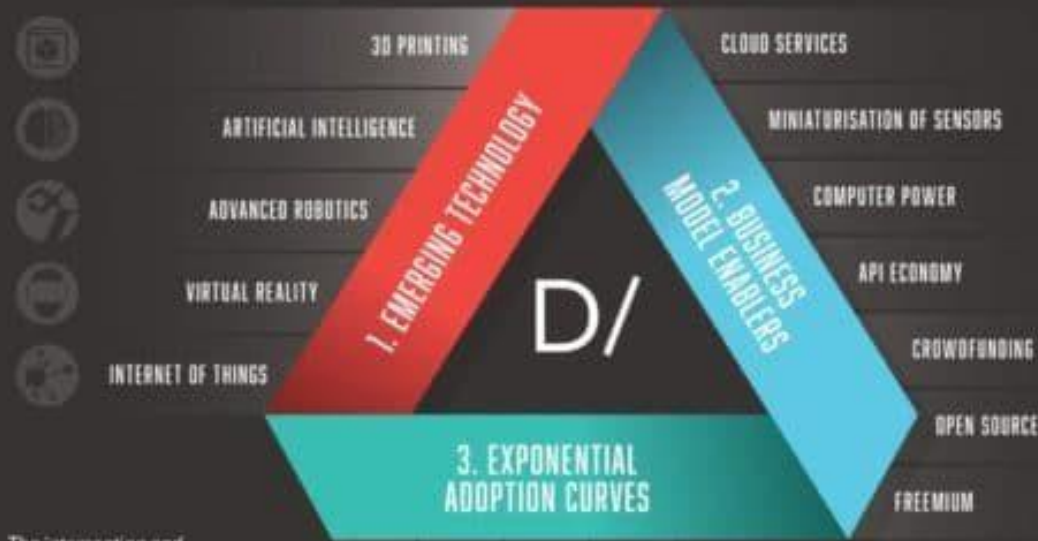 3D PRINTING
ARTIFICIAL INTELLIGENCE
ADVANCED ROBOTICS
VIRTUAL REALITY
INTERNET OF THINGS
1. EMERGING TECHNOLOGY
D/
2. BUSINESS
MODEL ENABLERS
CLOUD SERVICES
MINIATURISATION OF SENSORS
COMPUTER POWER
API ECONOMY
CROWDFUNDING
OPEN SOURCE
FREEMIUM
3. EXPONENTIAL
ADOPTION CURVES